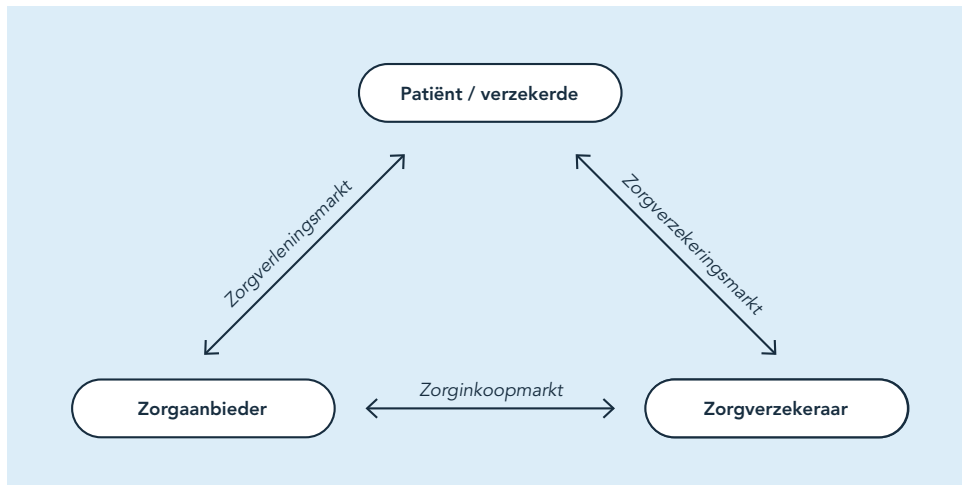 Patiënt / verzekerde
Zorgverleningsmarkt
Zorgverzekeringsmarkt
Zorginkoopmarkt
Zorgaanbieder
Zorgverzekeraar